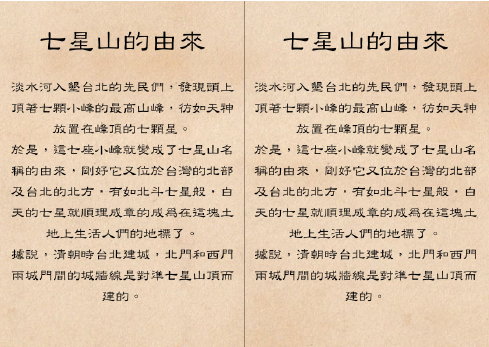 七星山的由來
淡水河入墾台北的先民們，發現頭上
頂著七顆小峰的最高山峰，彷如天神
放置在峰頂的七顆星。
於是，這七座小峰就變成了七星山名
稱的由來，剛好它又位於台灣的北部
及台北的北方，有如北斗七星般，白
天的七星就順理成章的成為在這塊土
地上生活人們的地標了。
據說，清朝時台北建城，北門和西門
兩城門間的城牆線是對準七星山頂而
建的。
七星山的由來
淡水河入墾台北的先民們，發現頭上
頂著七顆小峰的最高山峰，彷如天神
放置在峰頂的七顆星。
於是，這七座小峰就變成了七星山名
稱的由來，剛好它又位於台灣的北部
及台北的北方，有如北斗七星般，白
天的七星就順理成章的成為在這塊土
地上生活人們的地標了。
據說，清朝時台北建城，北門和西門
兩城門間的城牆線是對準七星山頂而
建的。